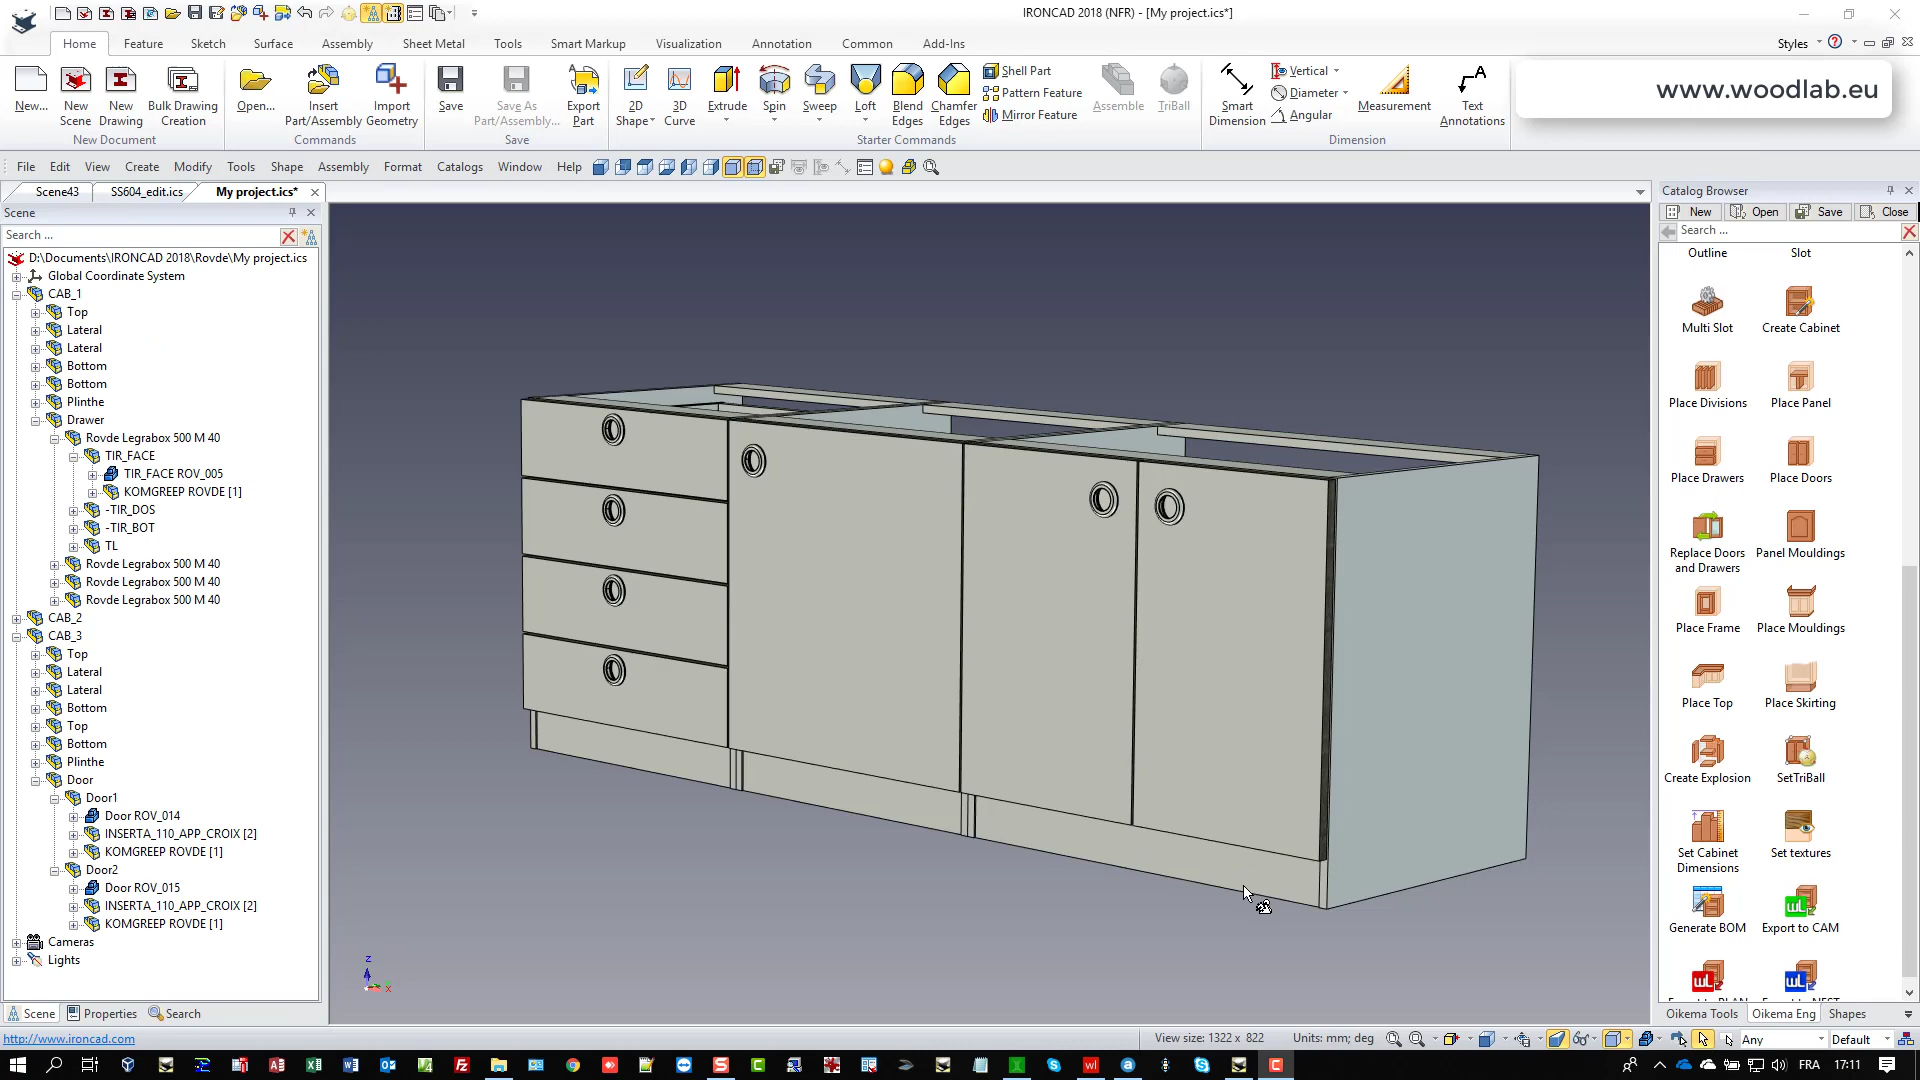 IRONCAD 2018 (NFR) - [My project.ics*]
Home Feature Sketch Surface Assembly Sheet Metal Tools Smart Markup Visualization Annotation Common Add-Ins Styles
New... New Scene New Drawing Bulk Drawing Creation
New Document
Open... Insert Part/Assembly Import Geometry
Commands
Save Save As Part/Assembly... Export Part
Save
2D Shape 3D Curve Extrude Spin Sweep Loft Blend Edges Chamfer Edges
Shell Part
Pattern Feature
Mirror Feature
Assemble TriBall
Starter Commands
Smart Dimension
Vertical
Diameter
Angular
Measurement Text Annotations
Dimension
www.woodlab.eu
File Edit View Create Modify Tools Shape Assembly Format Catalogs Window Help
Scene43 SS604_edit.ics My project.ics*
Scene
Search ...
D:\Documents\IRONCAD 2018\Rovde\My project.ics
Global Coordinate System
CAB_1
Top
Lateral
Lateral
Bottom
Bottom
Plinthe
Drawer
Rovde Legrabox 500 M 40
TIR_FACE
TIR_FACE ROV_005
KOMGREEP ROVDE [1]
-TIR_DOS
-TIR_BOT
TL
Rovde Legrabox 500 M 40
Rovde Legrabox 500 M 40
Rovde Legrabox 500 M 40
CAB_2
CAB_3
Top
Lateral
Lateral
Bottom
Top
Bottom
Plinthe
Door
Door1
Door ROV_014
INSERTA_110_APP_CROIX [2]
KOMGREEP ROVDE [1]
Door2
Door ROV_015
INSERTA_110_APP_CROIX [2]
KOMGREEP ROVDE [1]
Cameras
Lights
Scene Properties Search
z
x
Catalog Browser
New Open Save Close
Search ...
Outline Slot
Multi Slot Create Cabinet
Place Divisions Place Panel
Place Drawers Place Doors
Replace Doors and Drawers Panel Mouldings
Place Frame Place Mouldings
Place Top Place Skirting
Create Explosion SetTriBall
Set Cabinet Dimensions Set textures
Generate BOM Export to CAM
Oikema Tools Oikema Eng Shapes
http://www.ironcad.com
View size: 1322 x 822 Units: mm; deg Any Default
FRA 17:11